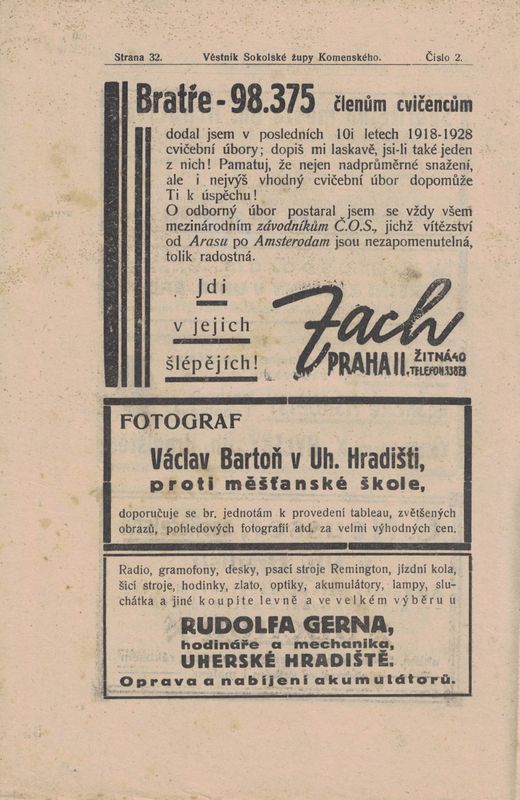 Strana 32. Věstník Sokolské župy Komenského. Číslo 2.
Bratře - 98.375 členům cvičencům
dodal jsem v posledních 10i letech 1918-1928
cvičební úbory; dopiš mi laskavě, jsi-li také jeden
z nich! Pamatuj, že nejen nadprůměrné snažení,
ale i nejvýš vhodný cvičební úbor dopomůže
Ti k úspěchu!
O odborný úbor postaral jsem se vždy všem
mezinárodním závodníkům Č.O.S., jichž vítězství
od Arasu po Amsterodam jsou nezapomenutelná,
tolik radostná.
Jdi
v jejich
šlépějích!
Zach
PRAHA II, ŽITNÁ 40
TELEFON 33873
FOTOGRAF
Václav Bartoň v Uh. Hradišti,
proti měšťanské škole,
doporučuje se br. jednotám k provedení tableau, zvětšených
obrazů, pohledových fotografií atd. za velmi výhodných cen.
Radio, gramofony, desky, psací stroje Remington, jízdní kola,
šicí stroje, hodinky, zlato, optiky, akumulátory, lampy, slu-
chátka a jiné koupíte levně a ve velkém výběru u
RUDOLFA GERNA,
hodináře a mechanika,
UHERSKÉ HRADIŠTĚ.
Oprava a nabíjení akumulátorů.